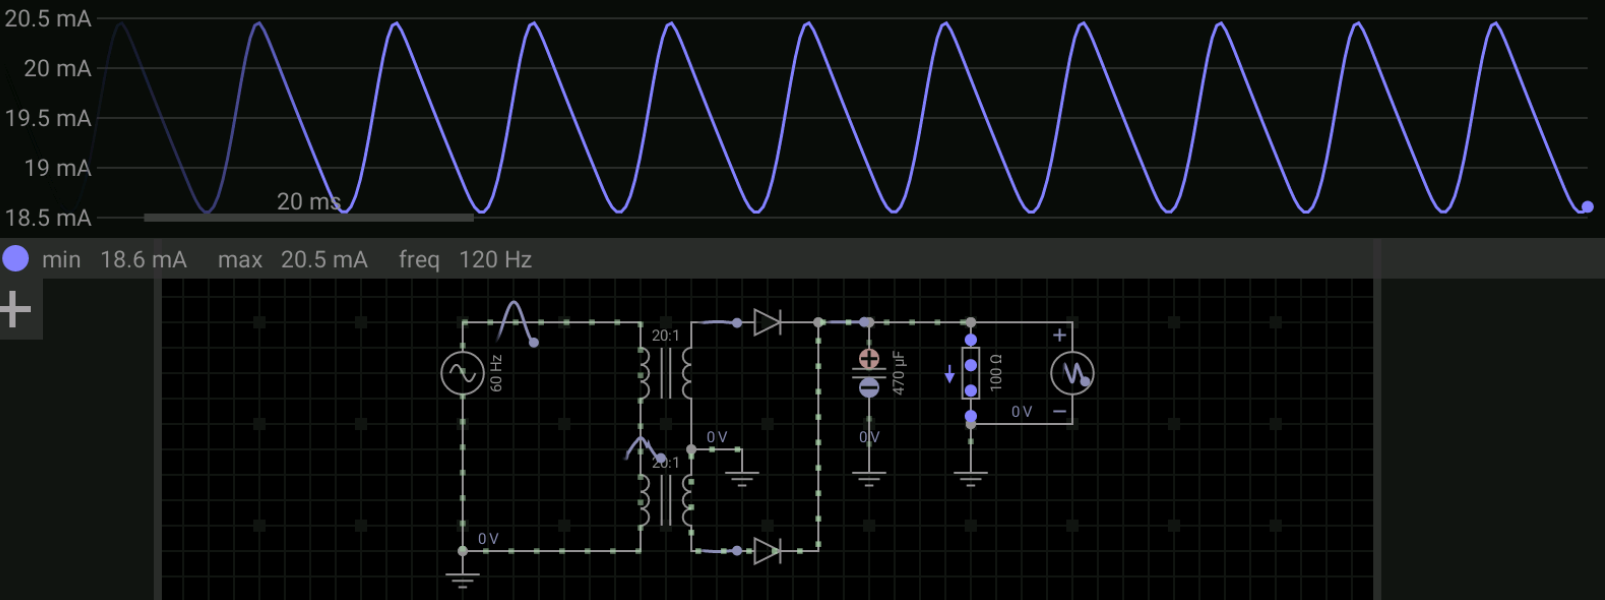 20.5 mA
20 mA
19.5 mA
19 mA
20 ms
18.5 mA
min 18.6 mA max 20.5 mA freq 120 Hz
20:1
60 Hz
470 µF
100 Ω
0 V
0 V
0 V
20:1
0 V